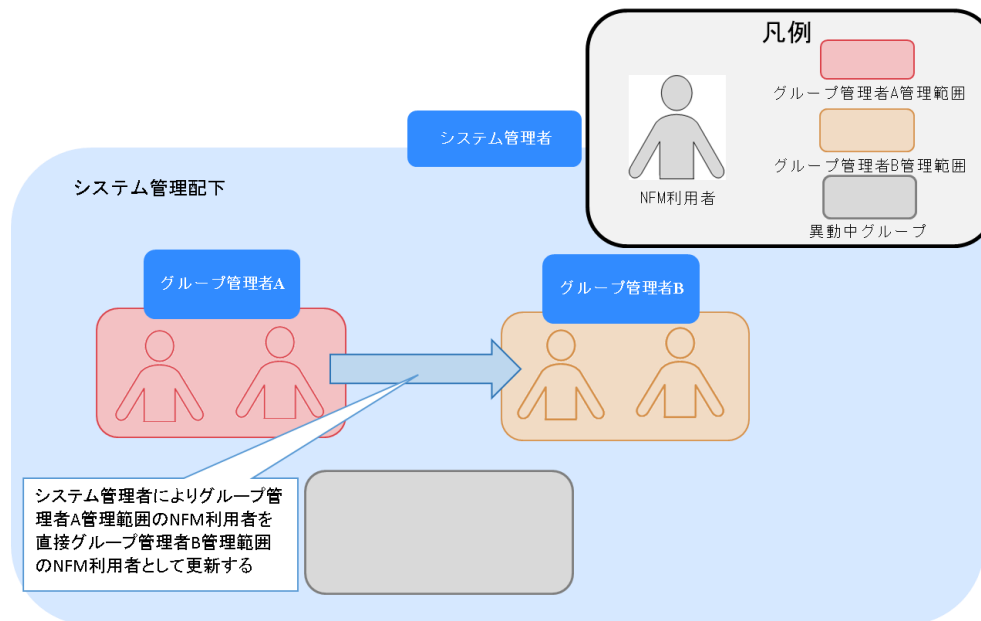 凡例
グループ管理者A管理範囲
グループ管理者B管理範囲
NFM利用者
異動中グループ
システム管理者
システム管理配下
グループ管理者A
グループ管理者B
システム管理者によりグループ管
理者A管理範囲のNFM利用者を
直接グループ管理者B管理範囲
のNFM利用者として更新する